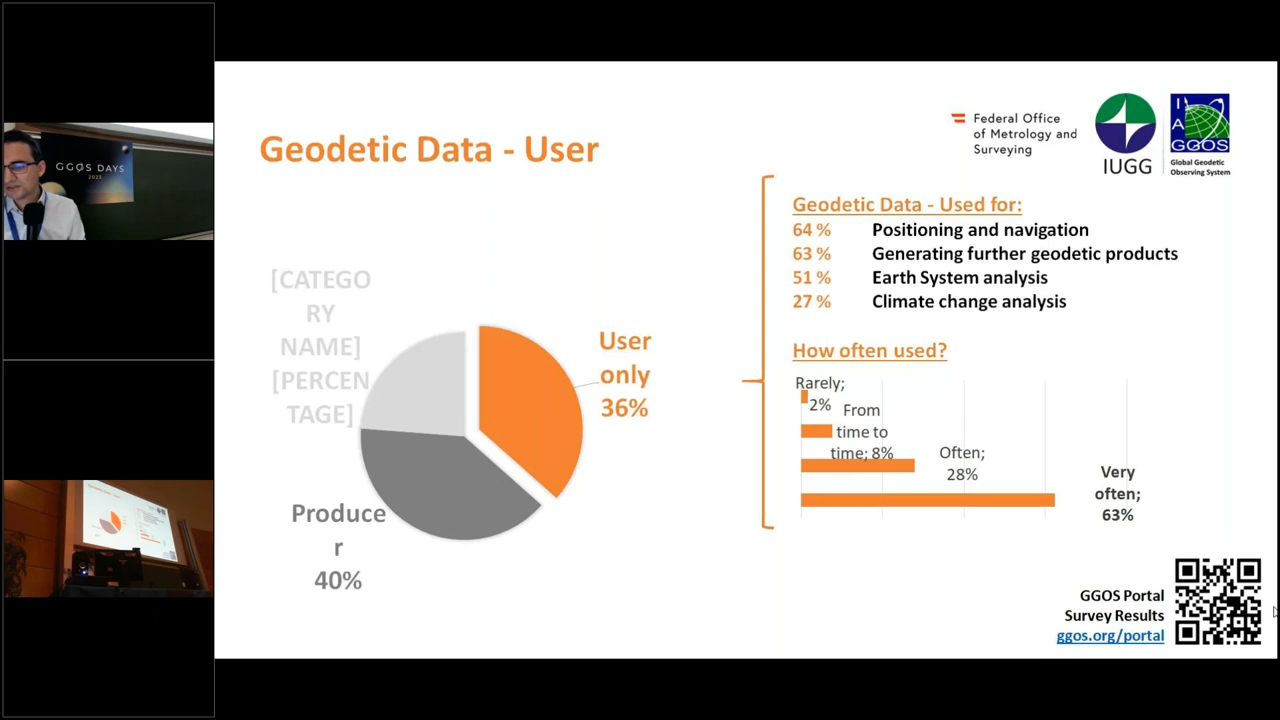 GGOS DAYS
Geodetic Data - User
Federal Office
of Metrology and
Surveying
IUGG
I
A
GGOS
Global Geodetic
Observing System
[CATEGO
RY
NAME]
[PERCEN
TAGE]
User
only
36%
Produce
r
40%
Geodetic Data - Used for:
64 % Positioning and navigation
63 % Generating further geodetic products
51 % Earth System analysis
27 % Climate change analysis
How often used?
Rarely;
2%
From
time to
time; 8%
Often;
28%
Very
often;
63%
GGOS Portal
Survey Results
ggos.org/portal